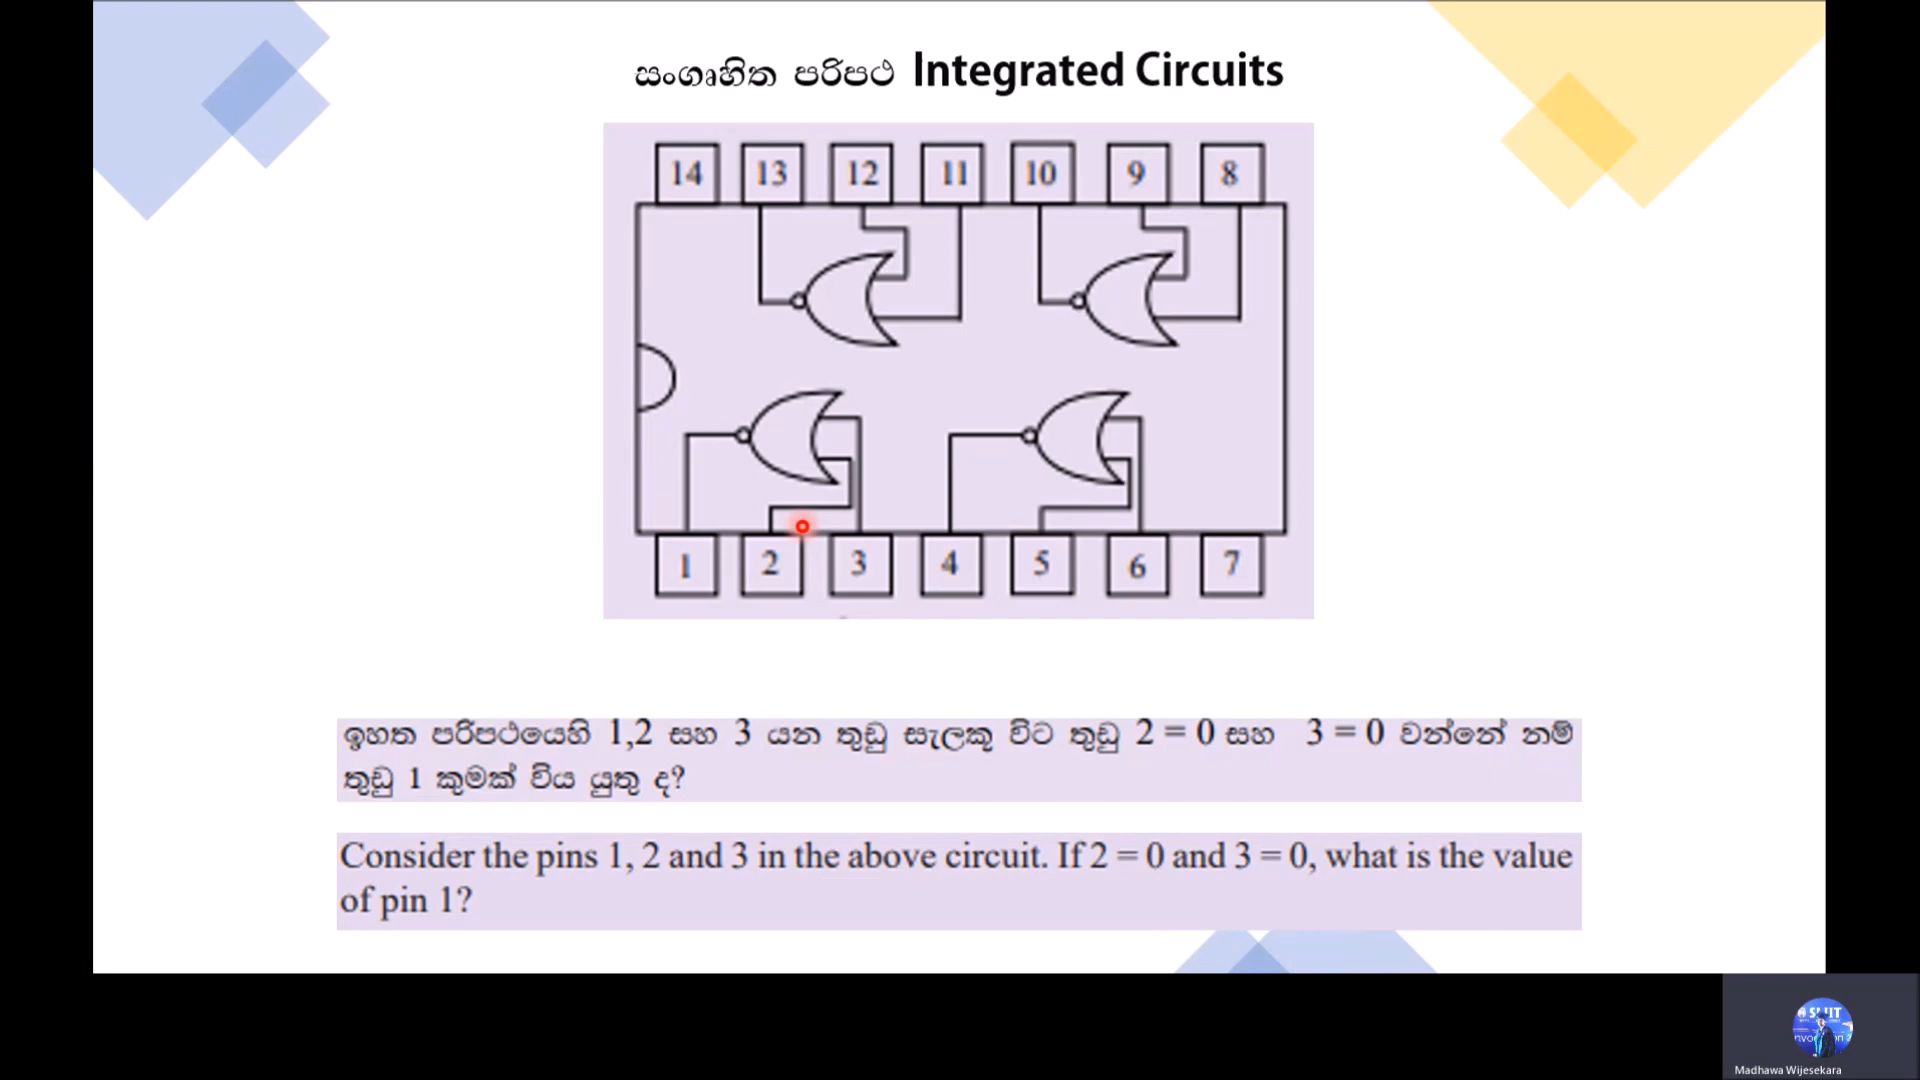 සංගෘහිත පරිපථ Integrated Circuits
14 13 12 11 10 9 8
1 2 3 4 5 6 7
ඉහත පරිපථයෙහි 1,2 සහ 3 යන තුඩු සැලකූ විට තුඩු 2 = 0 සහ 3 = 0 වන්නේ නම්
තුඩු 1 කුමක් විය යුතු ද?
Consider the pins 1, 2 and 3 in the above circuit. If 2 = 0 and 3 = 0, what is the value
of pin 1?
Madhawa Wijesekara